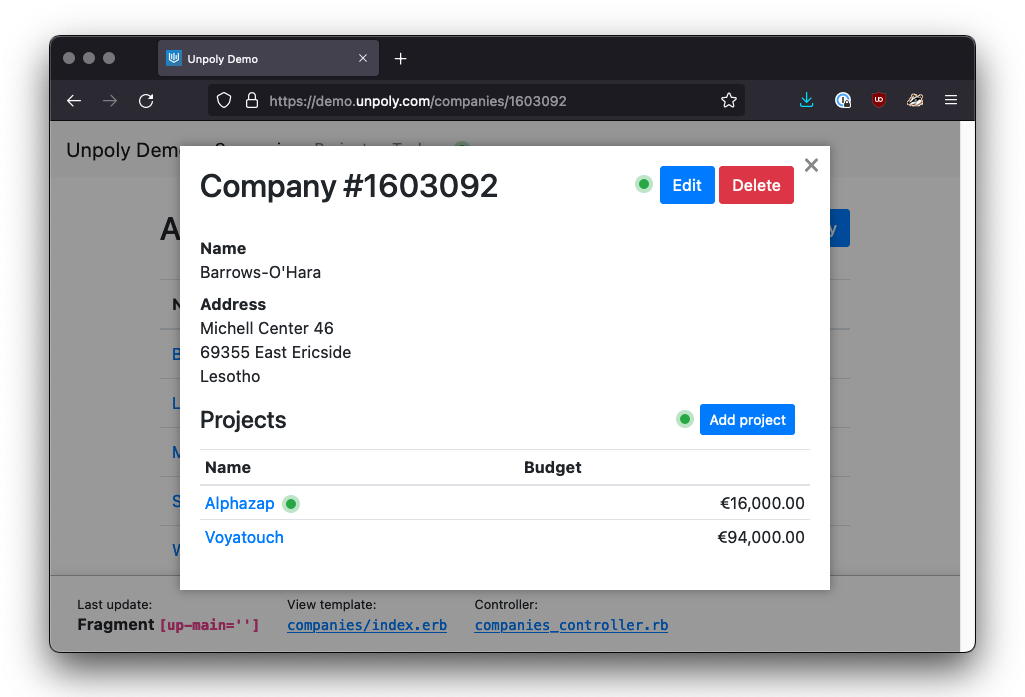 Unpoly Demo
https://demo.unpoly.com/companies/1603092
Unpoly Demo
Company #1603092
Edit
Delete
Name
Barrows-O'Hara
Address
Michell Center 46
69355 East Ericside
Lesotho
Projects
Add project
Name Budget
Alphazap €16,000.00
Voyatouch €94,000.00
Last update: View template: Controller:
Fragment [up-main=''] companies/index.erb companies_controller.rb